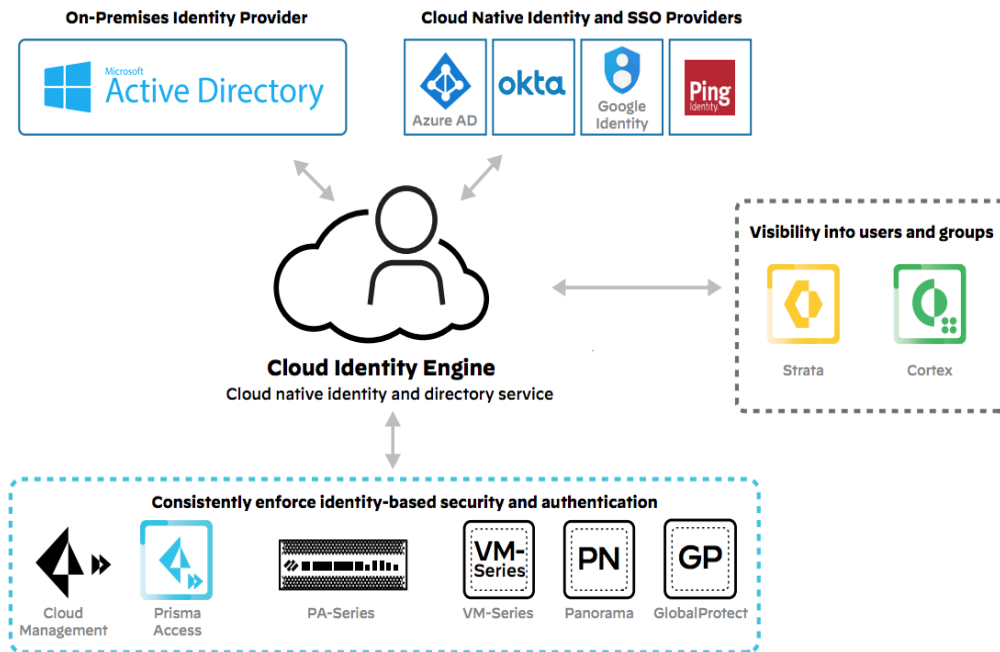 On-Premises Identity Provider
Cloud Native Identity and SSO Providers
Microsoft
Active Directory
Azure AD
okta
Google
Identity
Ping
Identity
Visibility into users and groups
Strata
Cortex
Cloud Identity Engine
Cloud native identity and directory service
Consistently enforce identity-based security and authentication
VM-
Series
PN
GP
Cloud
Management
Prisma
Access
PA-Series
VM-Series
Panorama
GlobalProtect